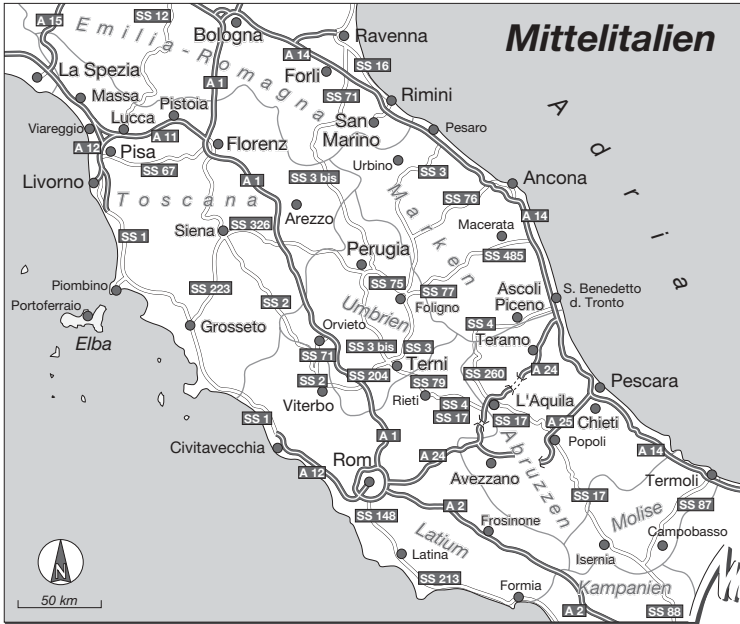 Mittelitalien
A 15
SS 12
Bologna
A 14
Ravenna
Emilia-Romagna
La Spezia
A 1
Forli
SS 16
Massa
SS 71
Rimini
Pistoia
San
Marino
Viareggio
Lucca
A 11
Florenz
Pesaro
Adria
A 12
Pisa
Urbino
SS 67
A 1
SS 3 bis
SS 3
Livorno
Ancona
Toscana
Marken
SS 76
Arezzo
A 14
SS 1
Siena
SS 326
Macerata
Perugia
SS 485
Piombino
SS 223
SS 75
SS 77
Ascoli
Piceno
S. Benedetto
d. Tronto
Portoferraio
SS 2
Umbrien
Foligno
Elba
Grosseto
Orvieto
SS 4
SS 3 bis
SS 3
Teramo
SS 71
Terni
SS 204
SS 260
A 24
SS 2
SS 79
Pescara
Viterbo
Rieti
SS 4
L'Aquila
SS 1
SS 17
SS 17
A 25
Chieti
Civitavecchia
A 1
Abruzzen
Popoli
Rom
A 24
A 14
A 12
Avezzano
Termoli
SS 17
A 2
SS 87
SS 148
Frosinone
Molise
Latium
Campobasso
N
Latina
Isernia
SS 213
Formia
Kampanien
50 km
A 2
SS 88